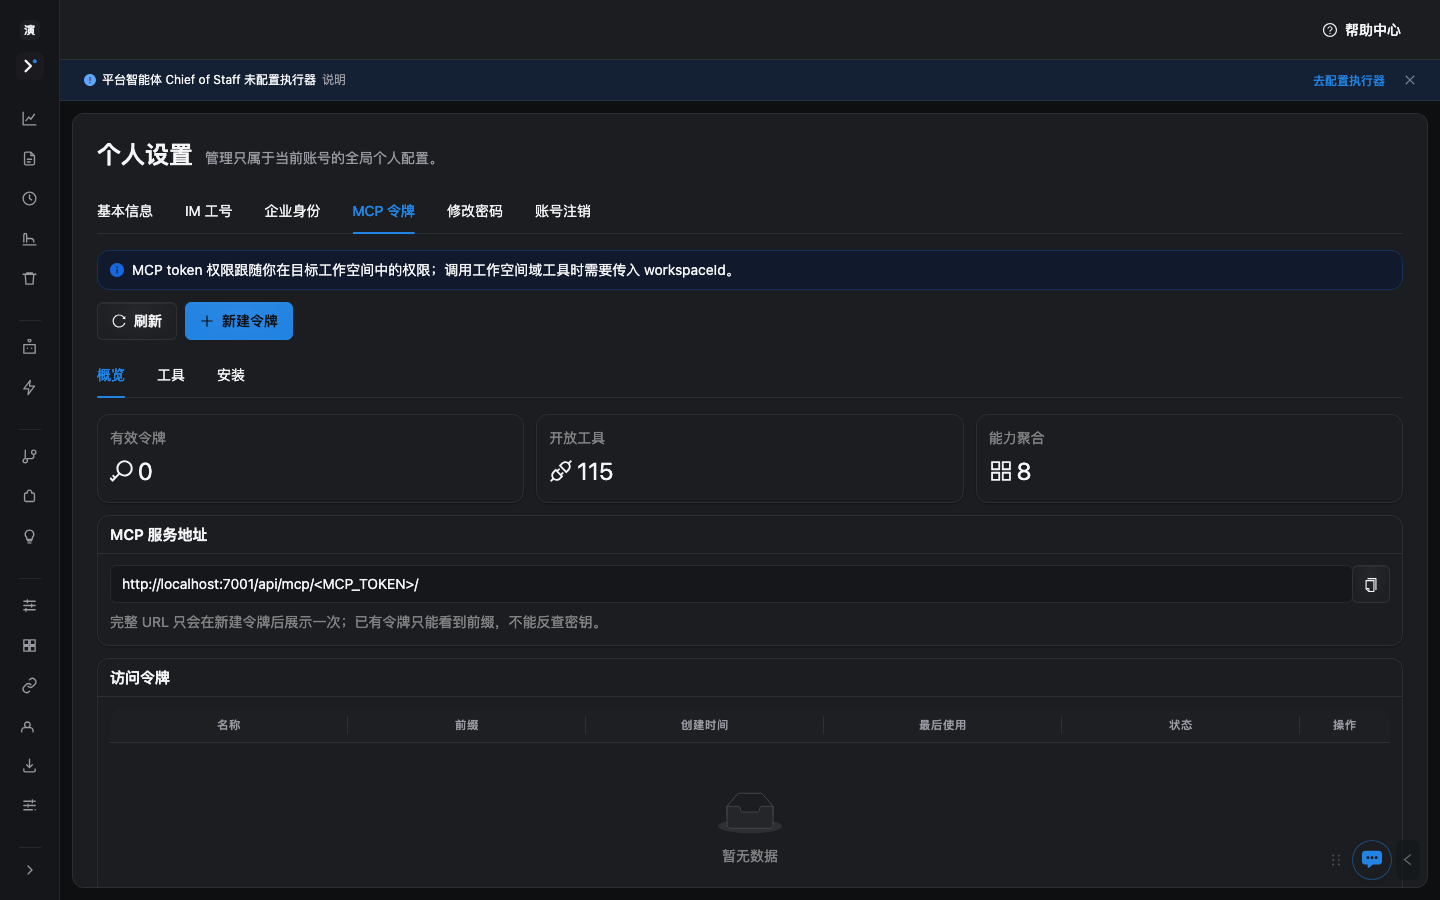 演
帮助中心
平台智能体 Chief of Staff 未配置执行器 说明
去配置执行器
个人设置 管理只属于当前账号的全局个人配置。
基本信息 IM 工号 企业身份 MCP 令牌 修改密码 账号注销
MCP token 权限跟随你在目标工作空间中的权限；调用工作空间域工具时需要传入 workspaceId。
刷新 新建令牌
概览 工具 安装
有效令牌 开放工具 能力聚合
0 115 8
MCP 服务地址
http://localhost:7001/api/mcp/<MCP_TOKEN>/
完整 URL 只会在新建令牌后展示一次；已有令牌只能看到前缀，不能反查密钥。
访问令牌
名称 前缀 创建时间 最后使用 状态 操作
暂无数据